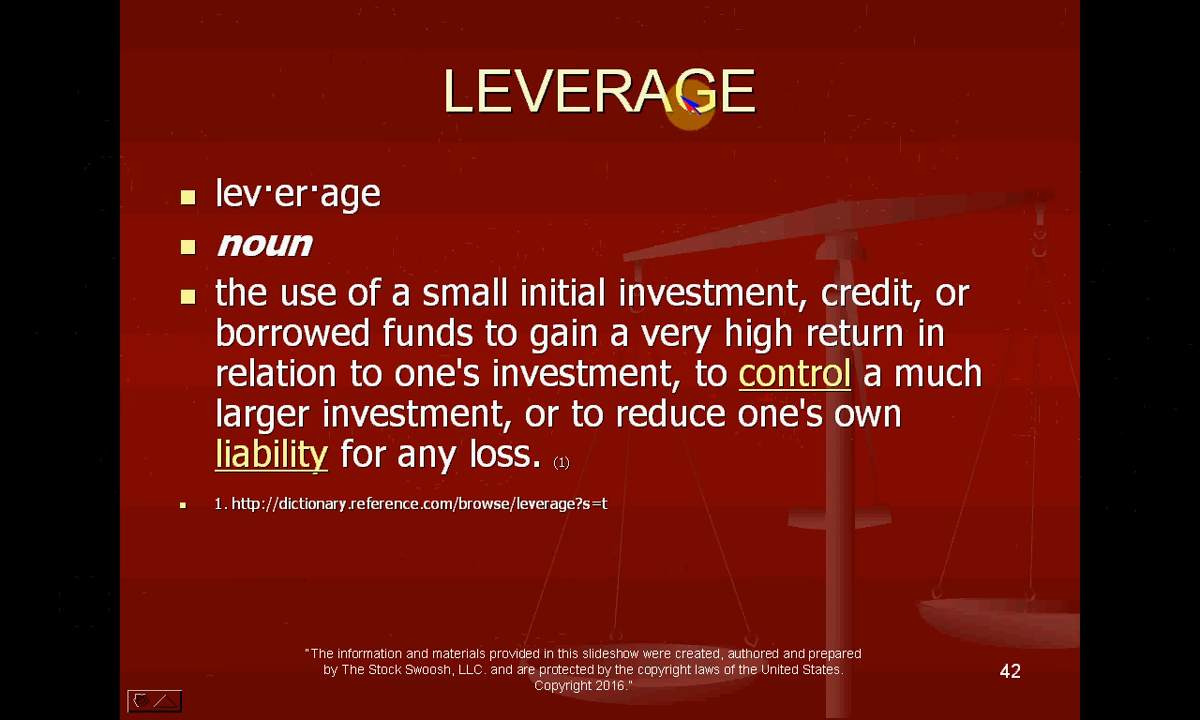 LEVERAGE
lev·er·age
noun
the use of a small initial investment, credit, or
borrowed funds to gain a very high return in
relation to one's investment, to control a much
larger investment, or to reduce one's own
liability for any loss. (1)
1. http://dictionary.reference.com/browse/leverage?s=t
"The information and materials provided in this slideshow were created, authored and prepared
by The Stock Swoosh, LLC. and are protected by the copyright laws of the United States.
Copyright 2016."
42